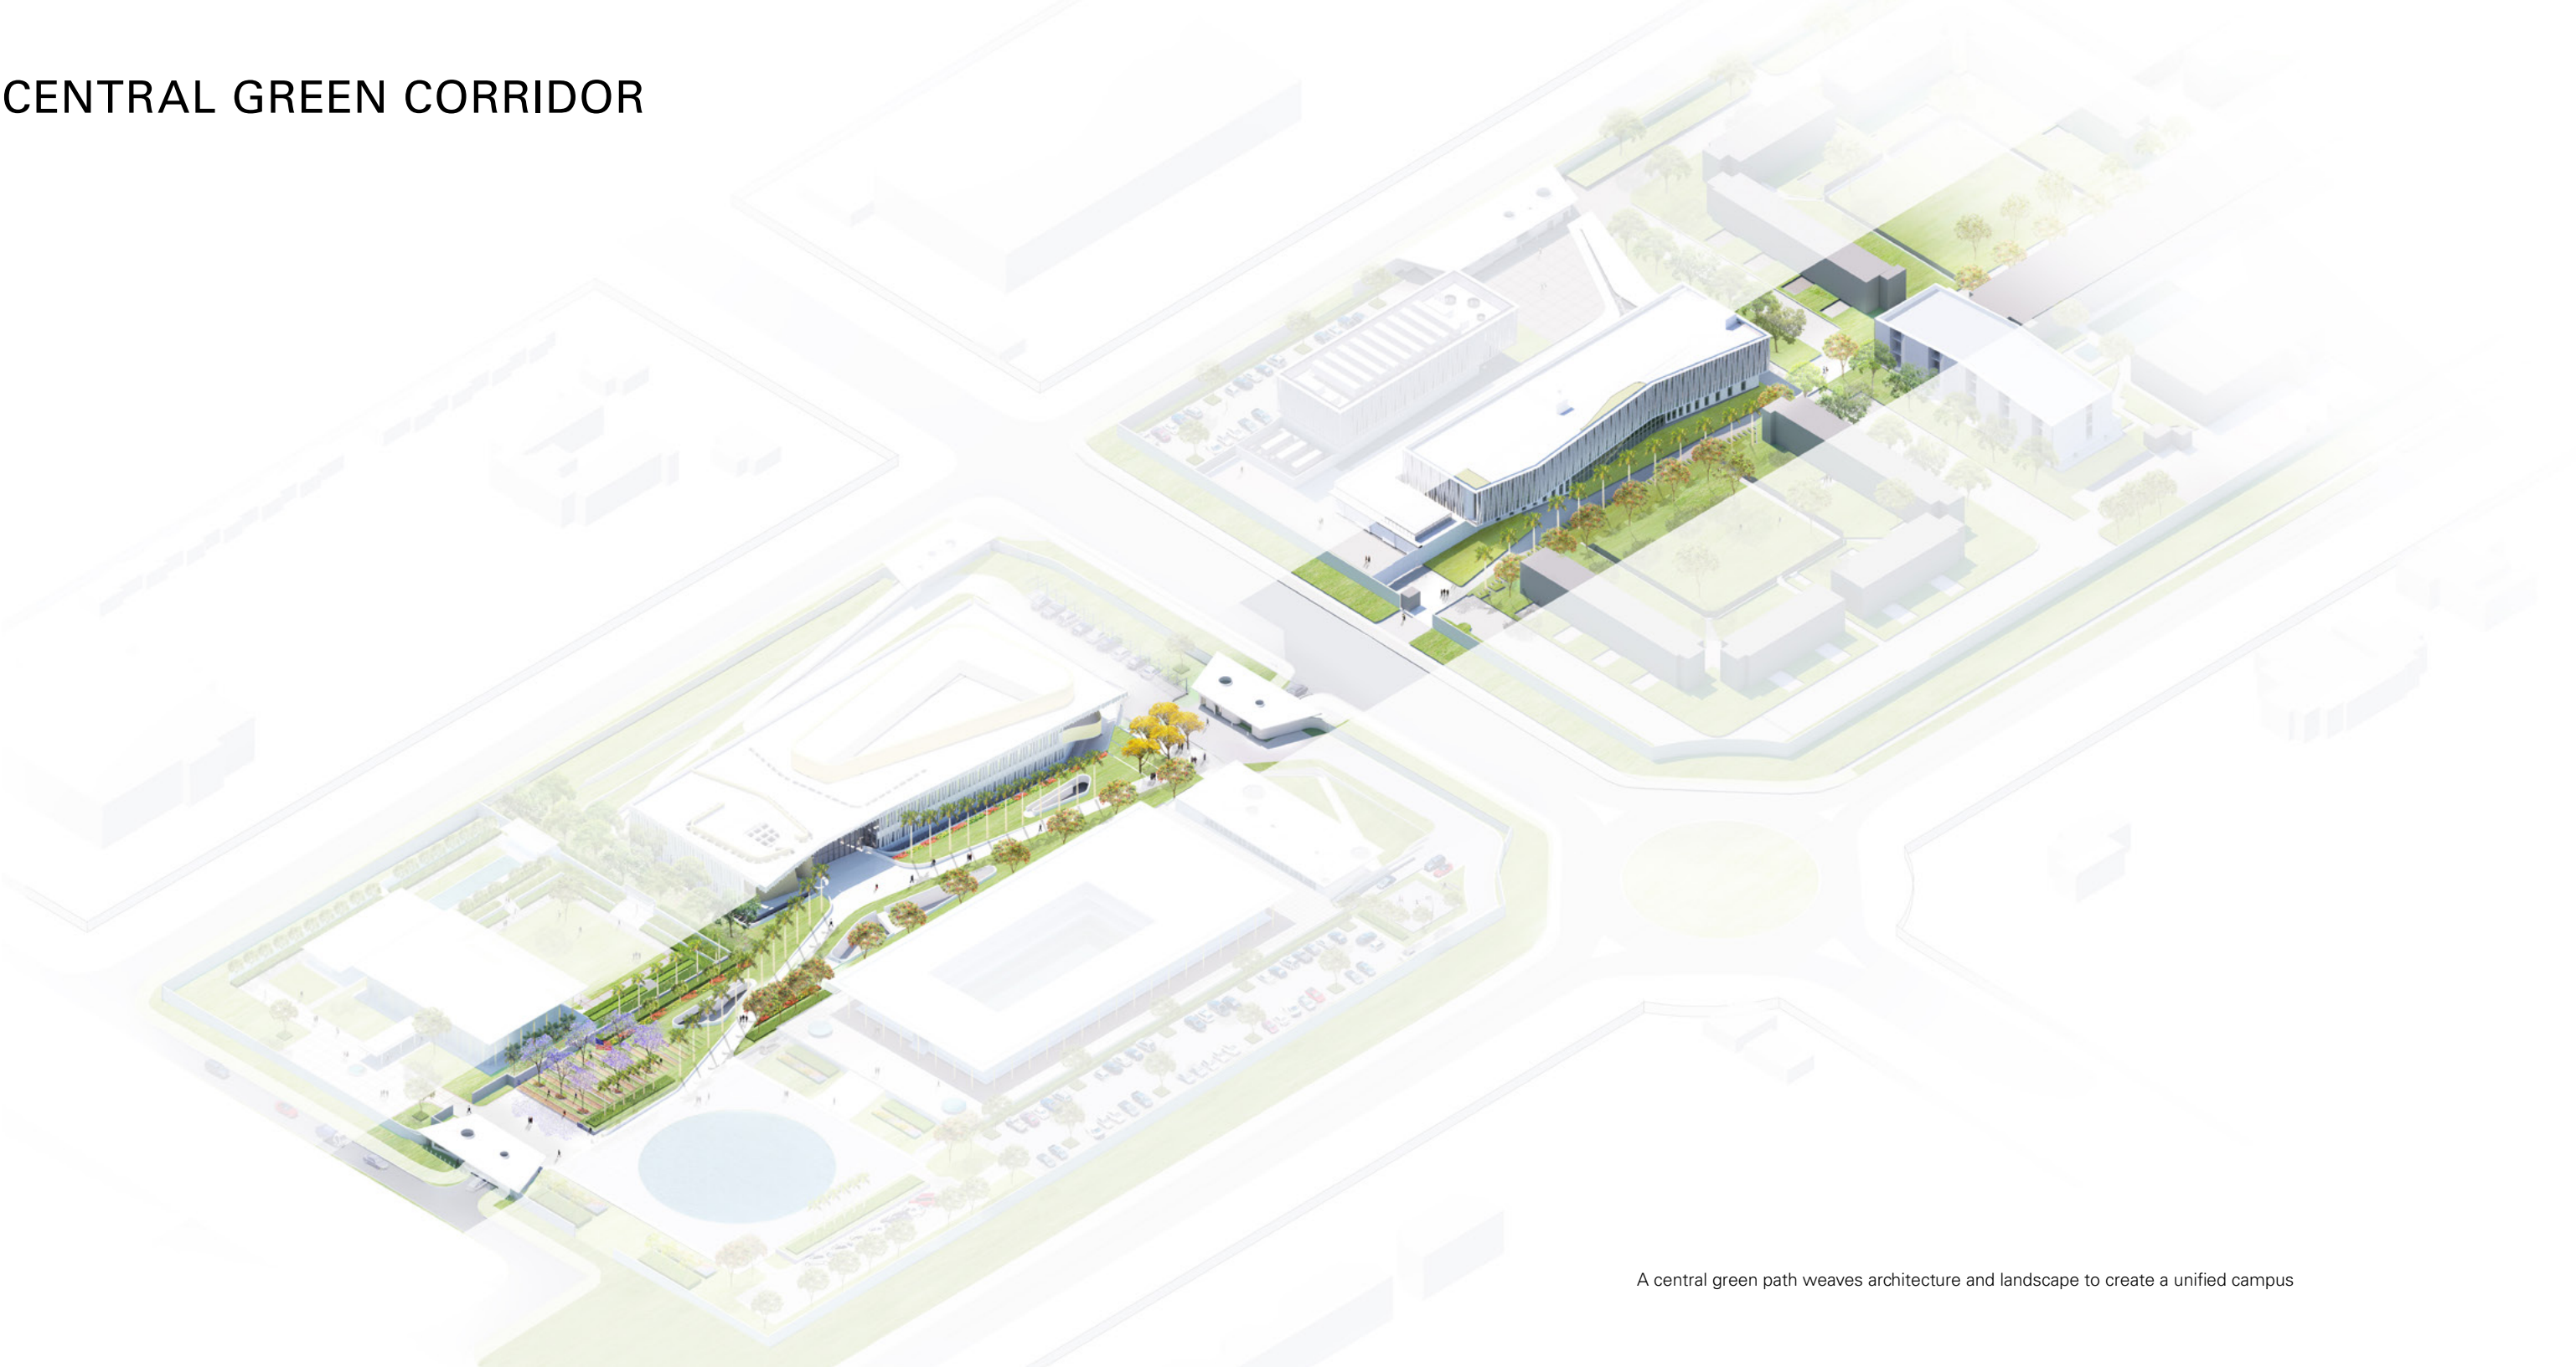 CENTRAL GREEN CORRIDOR
A central green path weaves architecture and landscape to create a unified campus